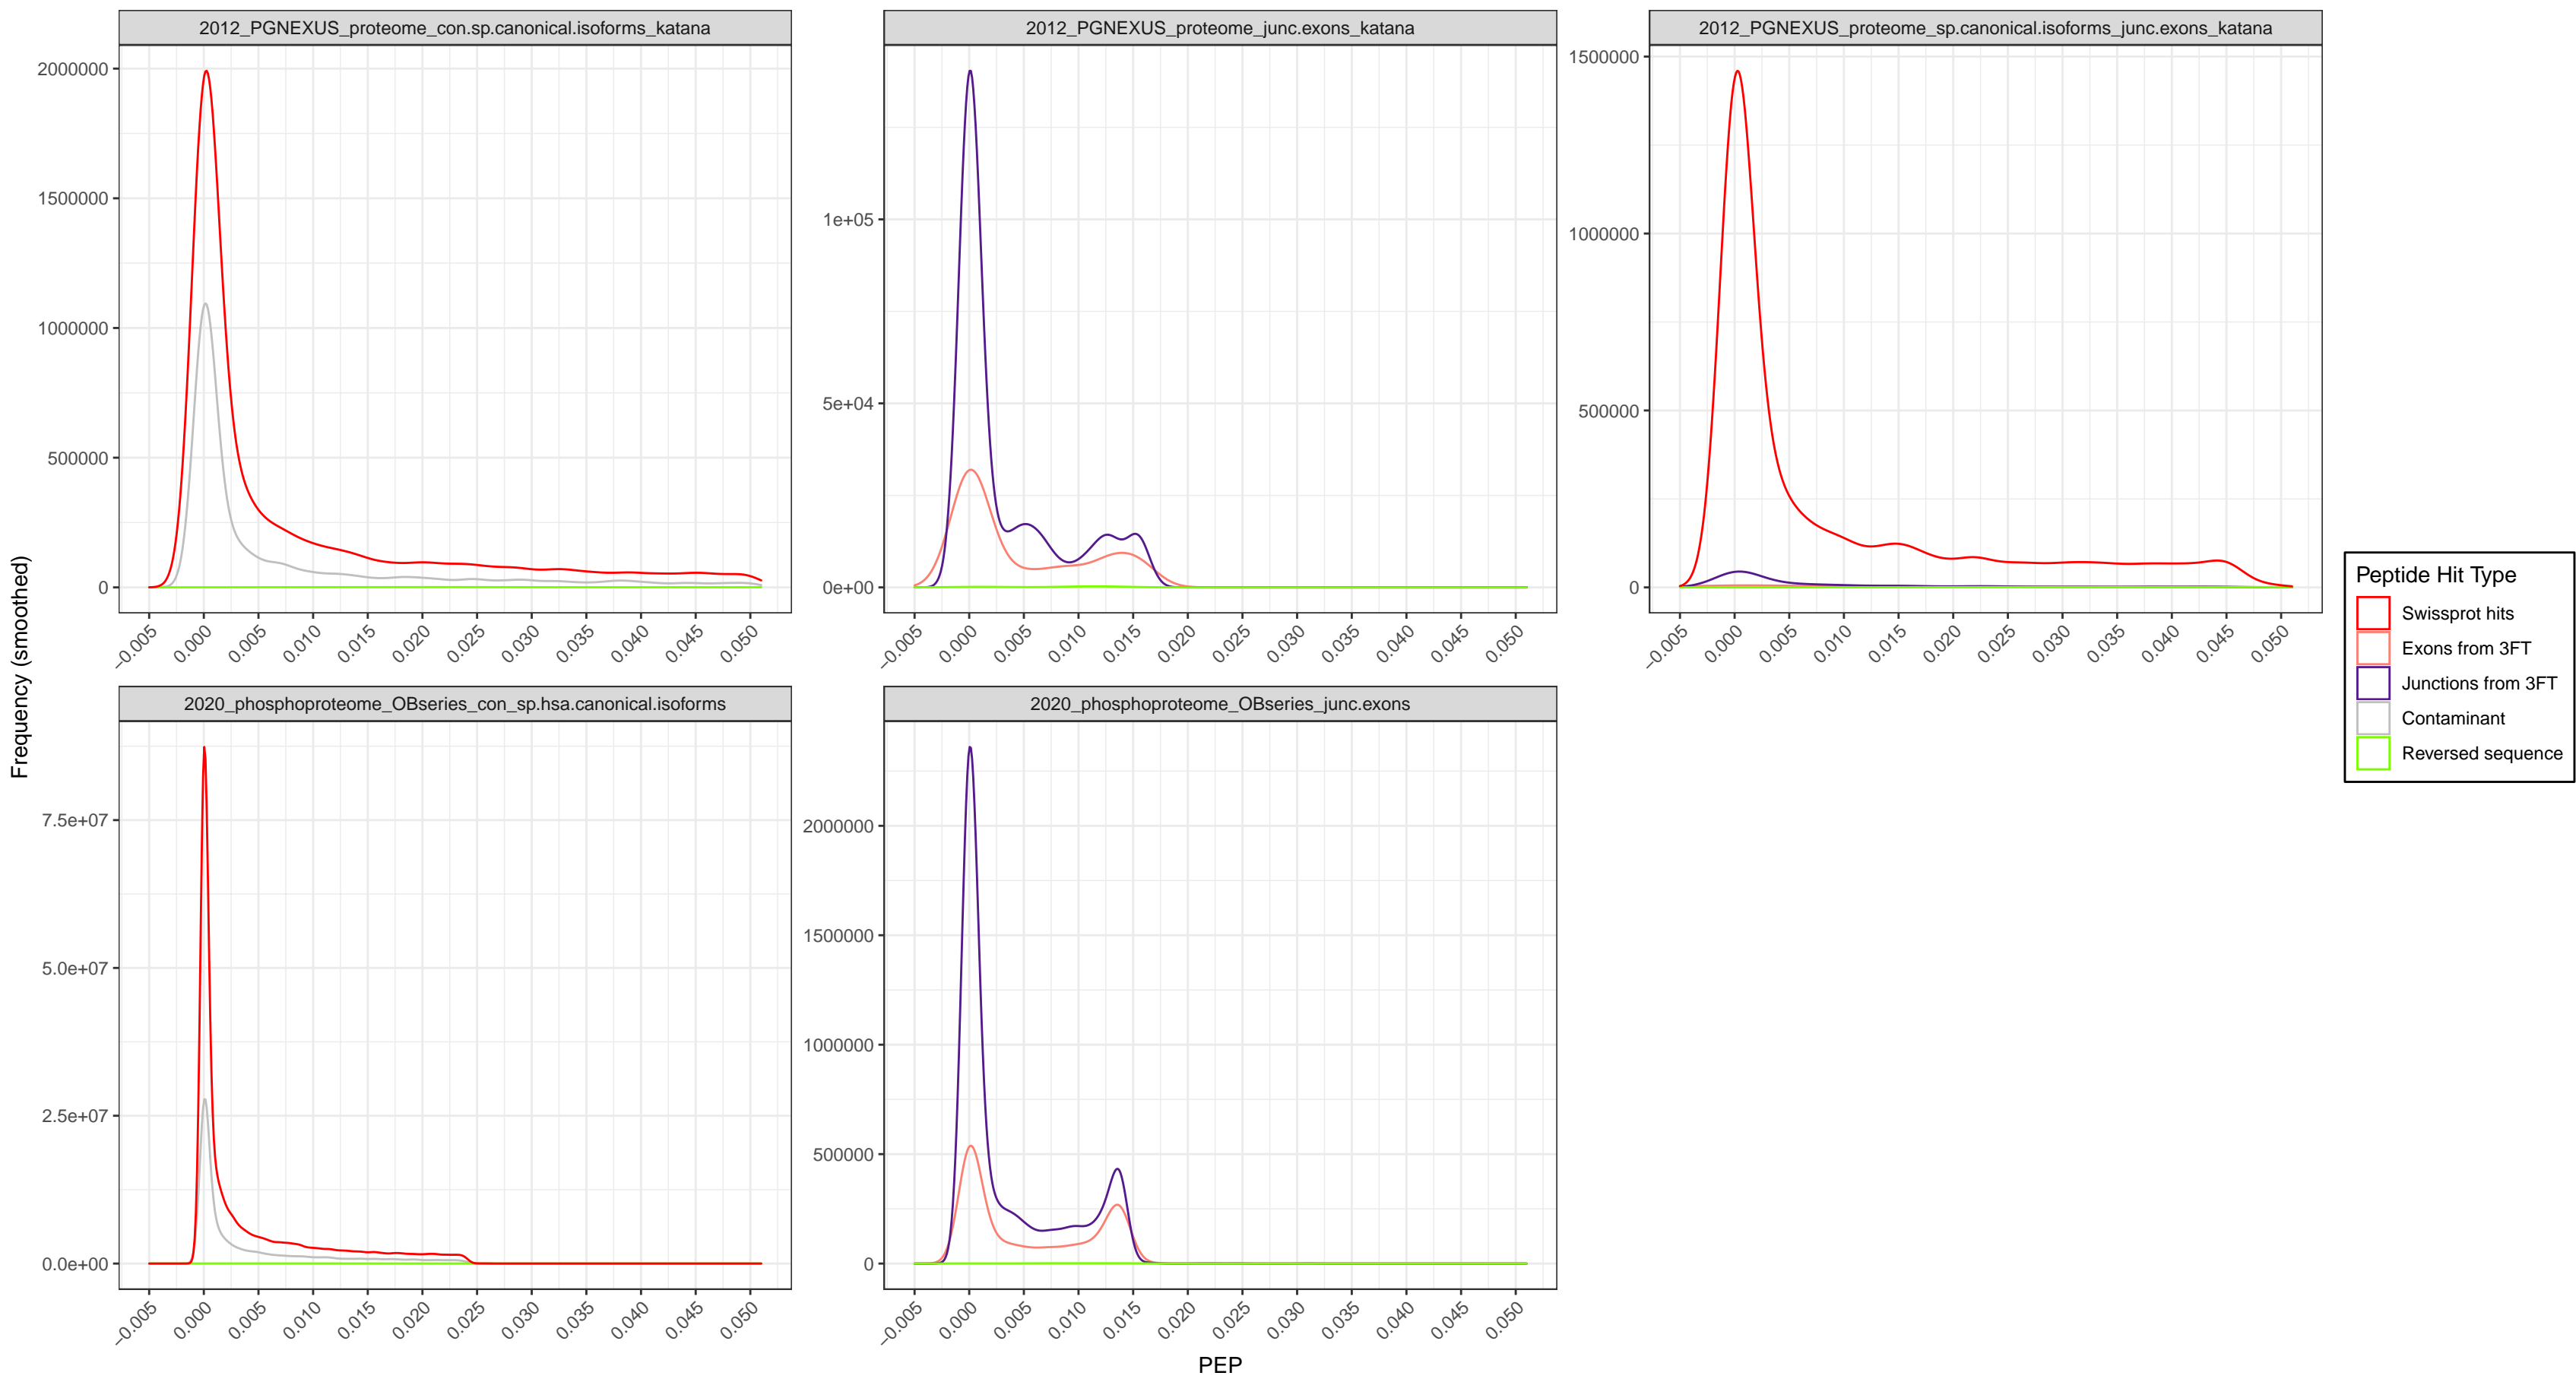 2012_PGNEXUS_proteome_con.sp.canonical.isoforms_katana
2012_PGNEXUS_proteome_junc.exons_katana
2012_PGNEXUS_proteome_sp.canonical.isoforms_junc.exons_katana
2000000
1500000
1000000
500000
0
−0.005 0.000 0.005 0.010 0.015 0.020 0.025 0.030 0.035 0.040 0.045 0.050
1e+05
5e+04
0e+00
−0.005 0.000 0.005 0.010 0.015 0.020 0.025 0.030 0.035 0.040 0.045 0.050
1500000
1000000
500000
0
−0.005 0.000 0.005 0.010 0.015 0.020 0.025 0.030 0.035 0.040 0.045 0.050
Frequency (smoothed)
2020_phosphoproteome_OBseries_con_sp.hsa.canonical.isoforms
2020_phosphoproteome_OBseries_junc.exons
7.5e+07
5.0e+07
2.5e+07
0.0e+00
−0.005 0.000 0.005 0.010 0.015 0.020 0.025 0.030 0.035 0.040 0.045 0.050
2000000
1500000
1000000
500000
0
−0.005 0.000 0.005 0.010 0.015 0.020 0.025 0.030 0.035 0.040 0.045 0.050
PEP
Peptide Hit Type
Swissprot hits
Exons from 3FT
Junctions from 3FT
Contaminant
Reversed sequence